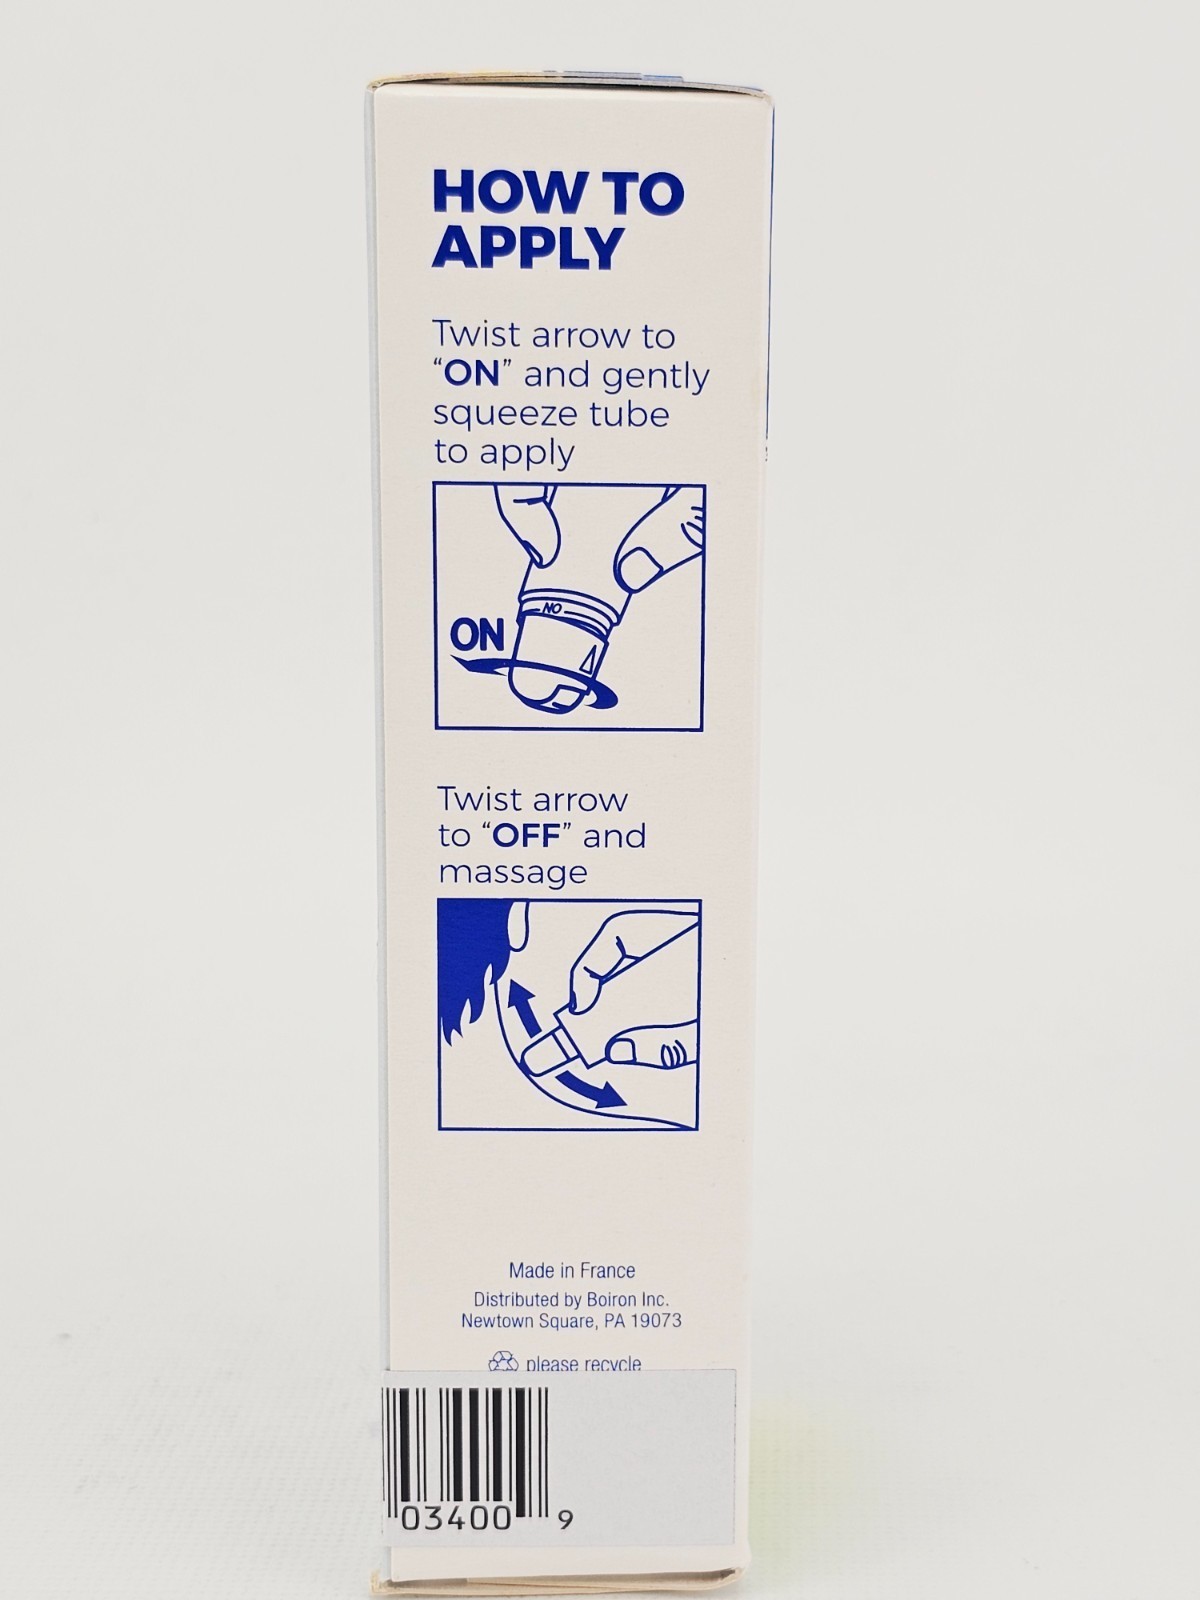 HOW TO
APPLY
Twist arrow to
“ON” and gently
squeeze tube
to apply
NO
ON
Twist arrow
to “OFF” and
massage
Made in France
Distributed by Boiron Inc.
Newtown Square, PA 19073
please recycle
03400 9